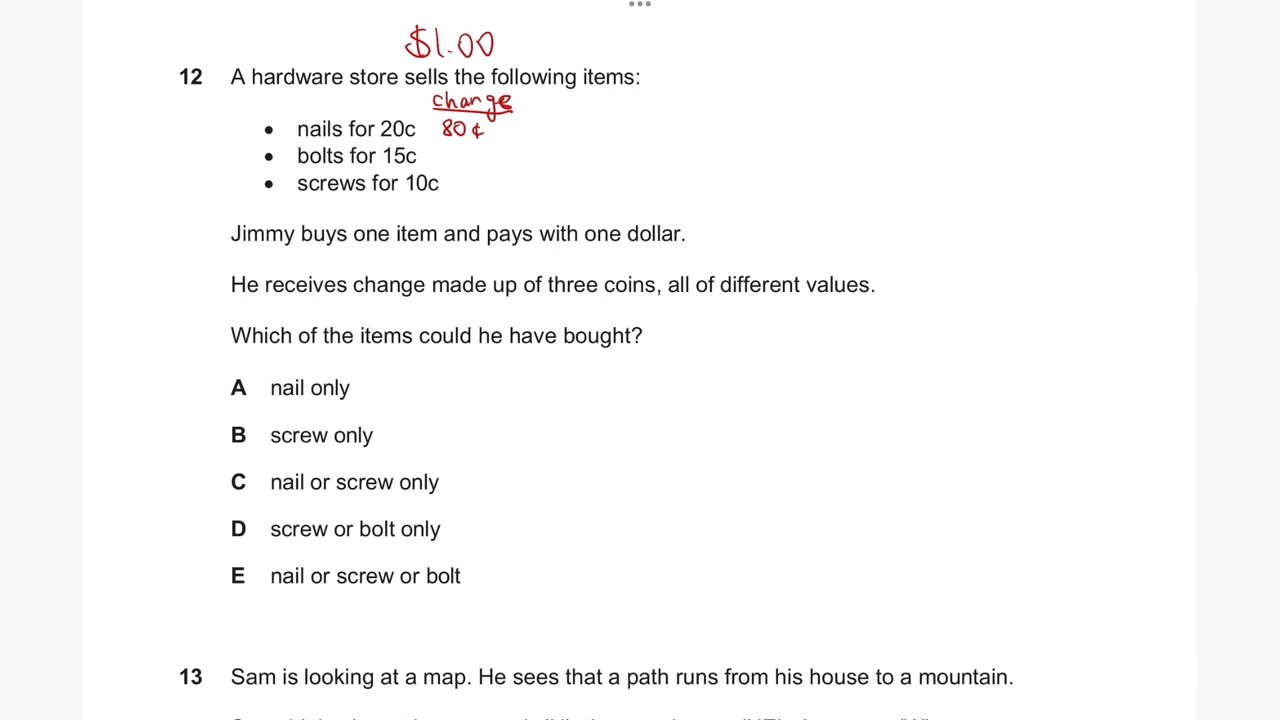 $1.00
12 A hardware store sells the following items:
change
• nails for 20c 80¢
• bolts for 15c
• screws for 10c
Jimmy buys one item and pays with one dollar.
He receives change made up of three coins, all of different values.
Which of the items could he have bought?
A nail only
B screw only
C nail or screw only
D screw or bolt only
E nail or screw or bolt
13 Sam is looking at a map. He sees that a path runs from his house to a mountain.